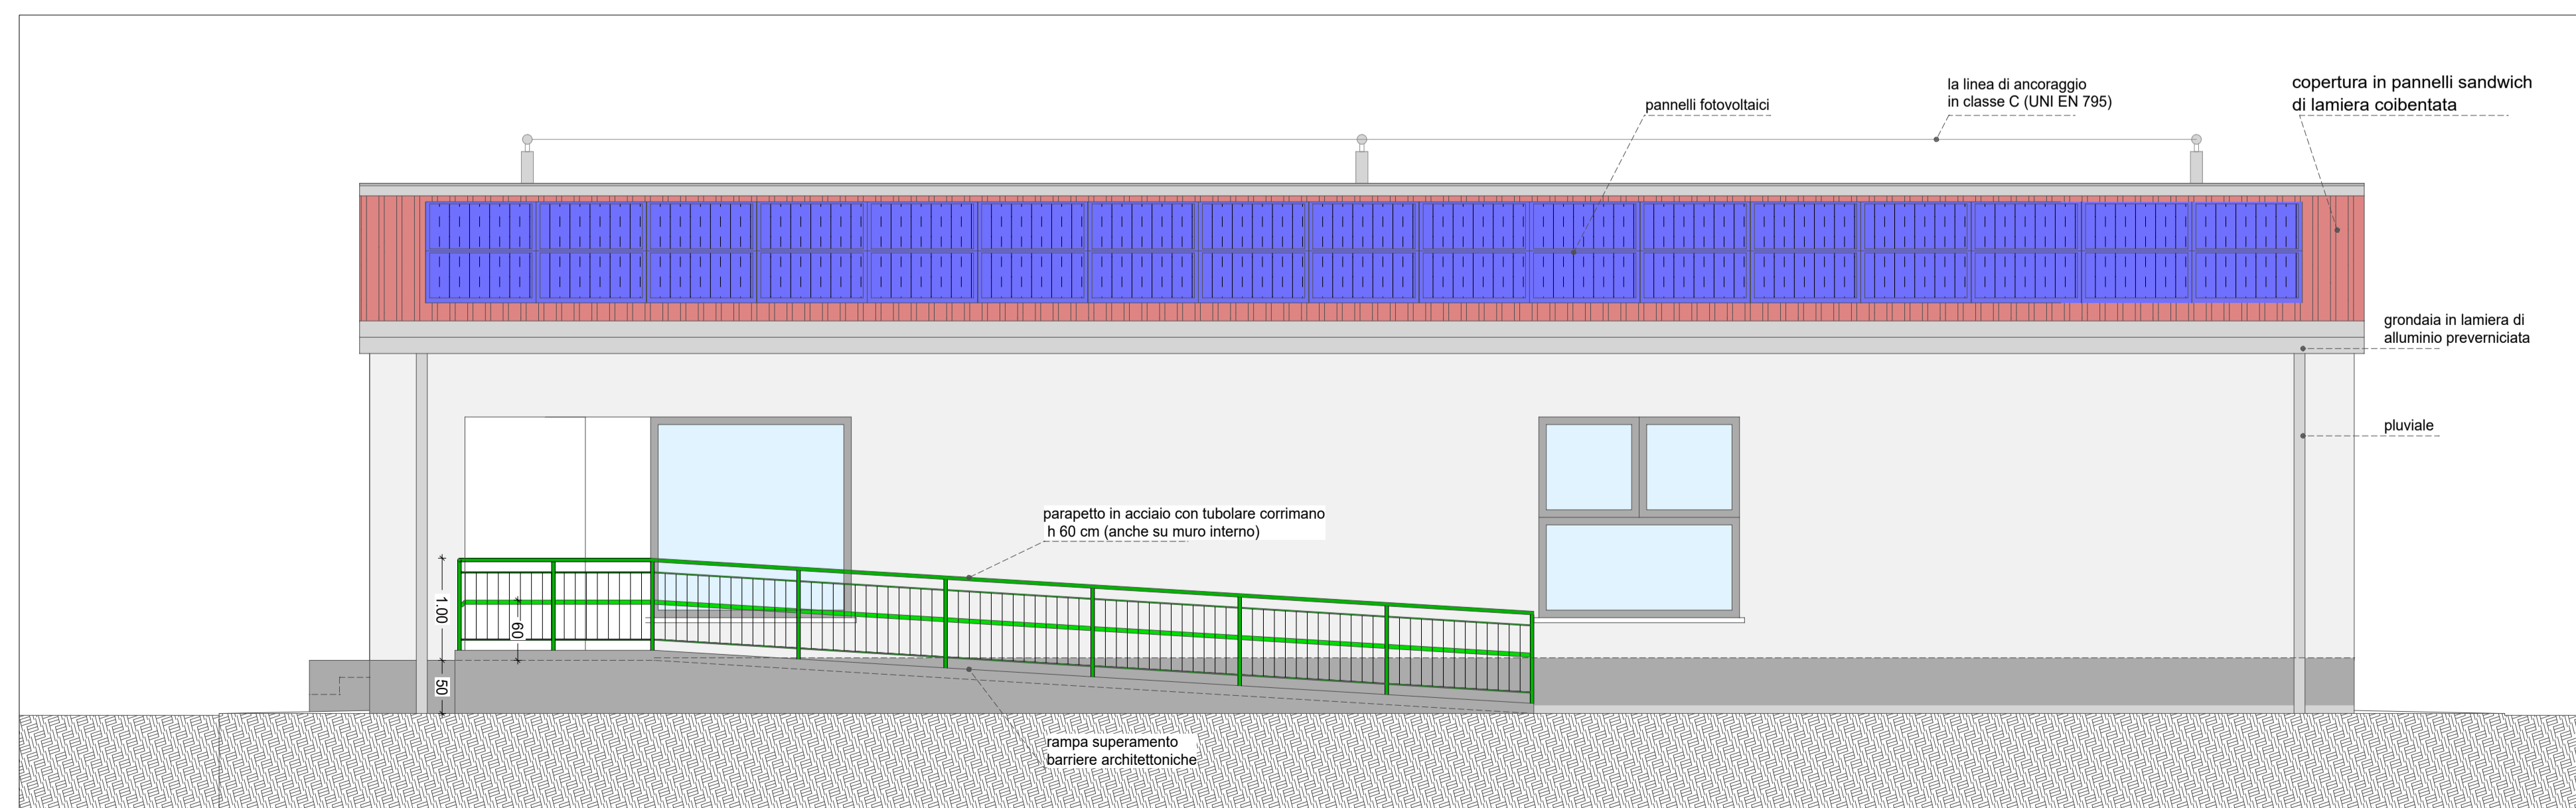 la linea di ancoraggio
in classe C (UNI EN 795)
copertura in pannelli sandwich
di lamiera coibentata
pannelli fotovoltaici
grondaia in lamiera di
alluminio preverniciata
pluviale
parapetto in acciaio con tubolare corrimano
h 60 cm (anche su muro interno)
1.00
60
50
rampa superamento
barriere architettoniche